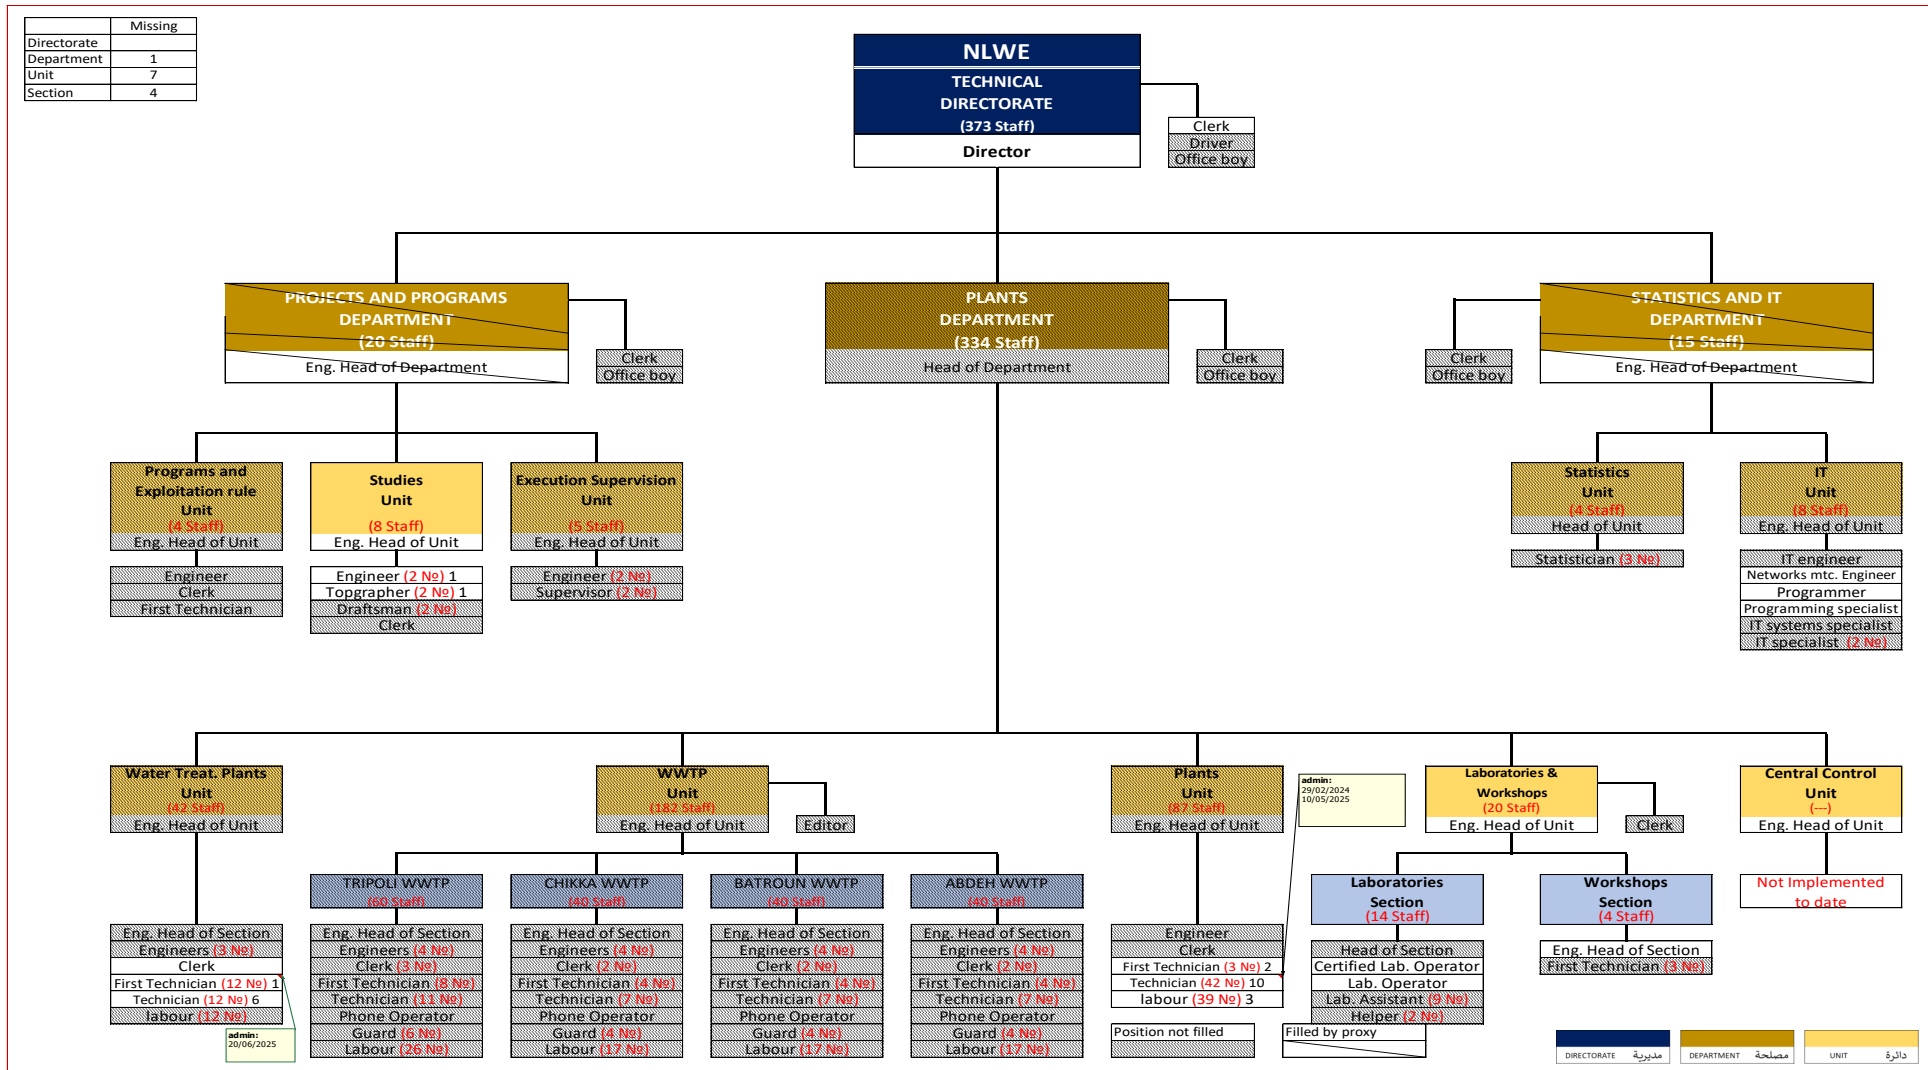 Missing
Directorate
Department 1
Unit 7
Section 4
NLWE
TECHNICAL
DIRECTORATE
(373 Staff)
Director
Clerk
Driver
Office boy
PROJECTS AND PROGRAMS
DEPARTMENT
(20 Staff)
Eng. Head of Department
Clerk
Office boy
PLANTS
DEPARTMENT
(334 Staff)
Head of Department
Clerk
Office boy
Clerk
Office boy
STATISTICS AND IT
DEPARTMENT
(15 Staff)
Eng. Head of Department
Programs and
Exploitation rule
Unit
(4 Staff)
Eng. Head of Unit
Engineer
Clerk
First Technician
Studies
Unit
(8 Staff)
Eng. Head of Unit
Engineer (2 №) 1
Topgrapher (2 №) 1
Draftsman (2 №)
Clerk
Execution Supervision
Unit
(5 Staff)
Eng. Head of Unit
Engineer (2 №)
Supervisor (2 №)
Statistics
Unit
(4 Staff)
Head of Unit
Statistician (3 №)
IT
Unit
(8 Staff)
Eng. Head of Unit
IT engineer
Networks mtc. Engineer
Programmer
Programming specialist
IT systems specialist
IT specialist (2 №)
Water Treat. Plants
Unit
(42 Staff)
Eng. Head of Unit
Eng. Head of Section
Engineers (3 №)
Clerk
First Technician (12 №) 1
Technician (12 №) 6
labour (12 №)
admin:
20/06/2025
WWTP
Unit
(182 Staff)
Eng. Head of Unit
Editor
TRIPOLI WWTP
(60 Staff)
Eng. Head of Section
Engineers (4 №)
Clerk (3 №)
First Technician (8 №)
Technician (11 №)
Phone Operator
Guard (6 №)
Labour (26 №)
CHIKKA WWTP
(40 Staff)
Eng. Head of Section
Engineers (4 №)
Clerk (2 №)
First Technician (4 №)
Technician (7 №)
Phone Operator
Guard (4 №)
Labour (17 №)
BATROUN WWTP
(40 Staff)
Eng. Head of Section
Engineers (4 №)
Clerk (2 №)
First Technician (4 №)
Technician (7 №)
Phone Operator
Guard (4 №)
Labour (17 №)
ABDEH WWTP
(40 Staff)
Eng. Head of Section
Engineers (4 №)
Clerk (2 №)
First Technician (4 №)
Technician (7 №)
Phone Operator
Guard (4 №)
Labour (17 №)
Plants
Unit
(87 Staff)
Eng. Head of Unit
admin:
29/02/2024
10/05/2025
Engineer
Clerk
First Technician (3 №) 2
Technician (42 №) 10
labour (39 №) 3
Laboratories &
Workshops
(20 Staff)
Eng. Head of Unit
Clerk
Laboratories
Section
(14 Staff)
Head of Section
Certified Lab. Operator
Lab. Operator
Lab. Assistant (9 №)
Helper (2 №)
Workshops
Section
(4 Staff)
Eng. Head of Section
First Technician (3 №)
Central Control
Unit
(---)
Eng. Head of Unit
Not Implemented
to date
Position not filled
Filled by proxy
DIRECTORATE مديرية
DEPARTMENT مصلحة
UNIT دائرة